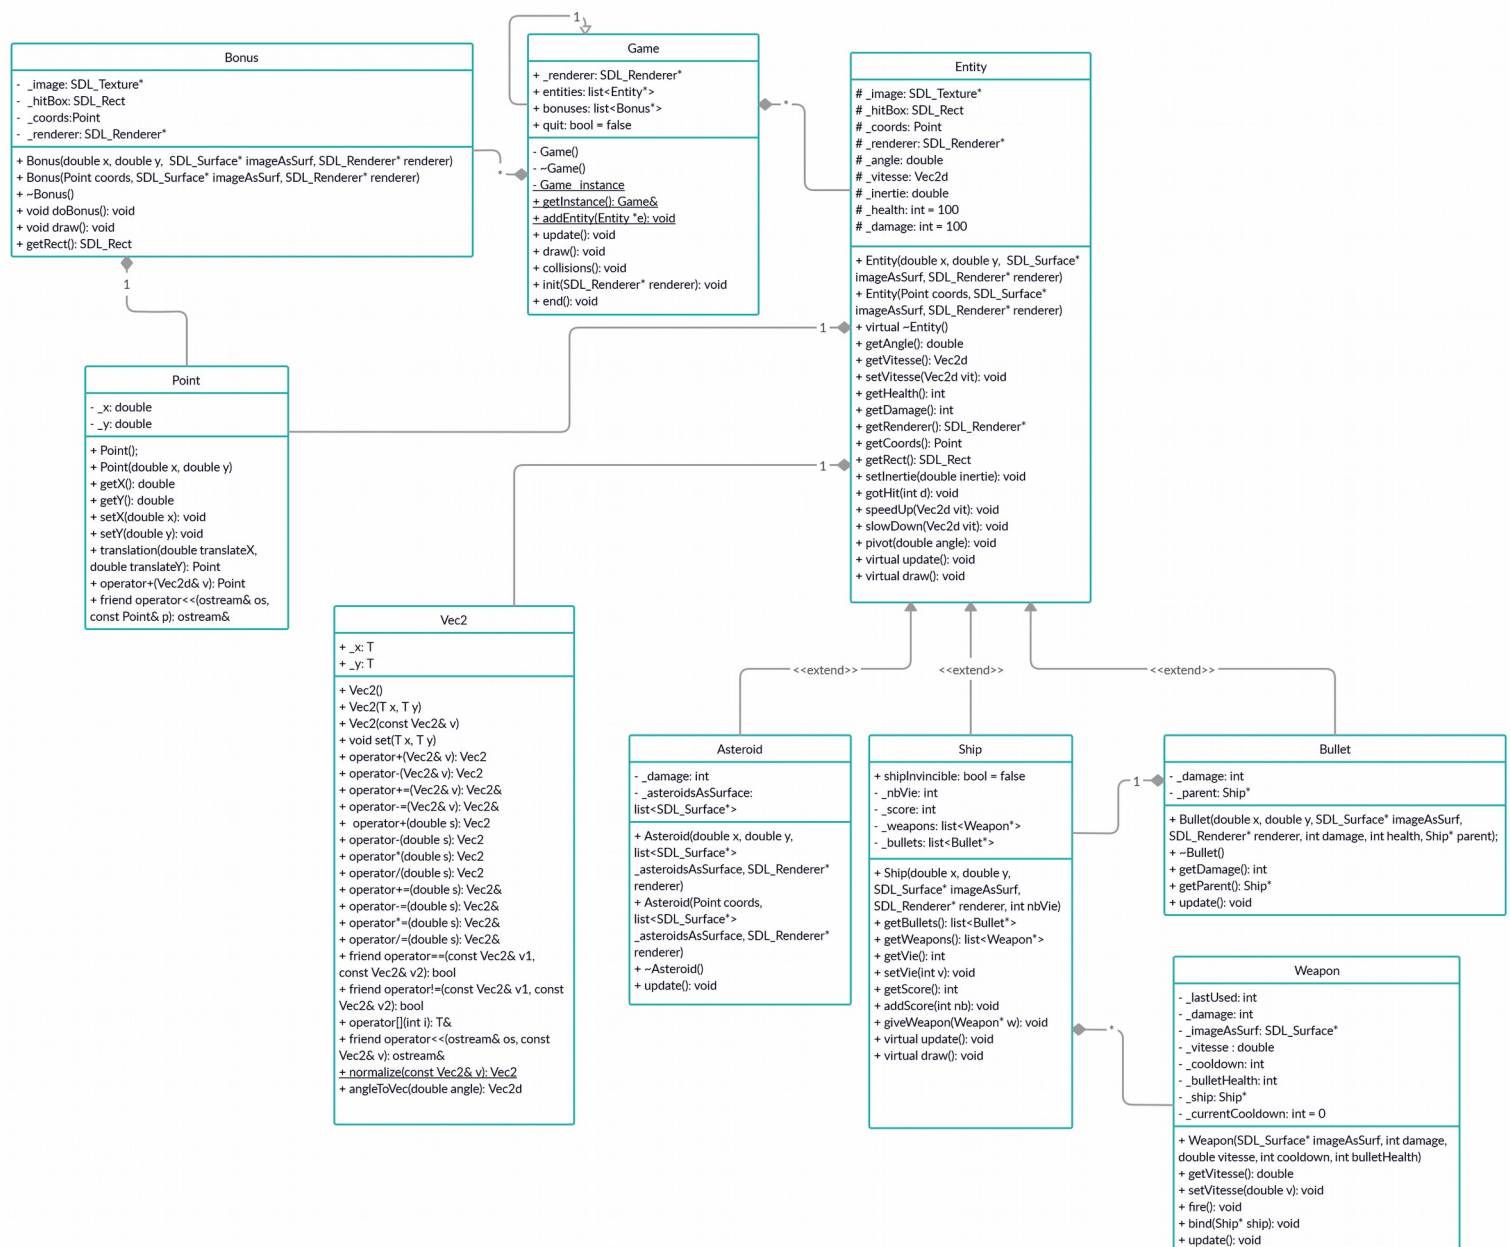 1
Bonus
- _image: SDL_Texture*
- _hitBox: SDL_Rect
- _coords:Point
- _renderer: SDL_Renderer*
+ Bonus(double x, double y, SDL_Surface* imageAsSurf, SDL_Renderer* renderer)
+ Bonus(Point coords, SDL_Surface* imageAsSurf, SDL_Renderer* renderer)
+ ~Bonus()
+ void doBonus(): void
+ void draw(): void
+ getRect(): SDL_Rect
*
1
Game
+ _renderer: SDL_Renderer*
+ entities: list<Entity*>
+ bonuses: list<Bonus*>
+ quit: bool = false
- Game()
- ~Game()
- Game _instance
+ getInstance(): Game&
+ addEntity(Entity *e): void
+ update(): void
+ draw(): void
+ collisions(): void
+ init(SDL_Renderer* renderer): void
+ end(): void
*
Entity
# _image: SDL_Texture*
# _hitBox: SDL_Rect
# _coords: Point
# _renderer: SDL_Renderer*
# _angle: double
# _vitesse: Vec2d
# _inertie: double
# _health: int = 100
# _damage: int = 100
+ Entity(double x, double y, SDL_Surface*
imageAsSurf, SDL_Renderer* renderer)
+ Entity(Point coords, SDL_Surface*
imageAsSurf, SDL_Renderer* renderer)
+ virtual ~Entity()
+ getAngle(): double
+ getVitesse(): Vec2d
+ setVitesse(Vec2d vit): void
+ getHealth(): int
+ getDamage(): int
+ getRenderer(): SDL_Renderer*
+ getCoords(): Point
+ getRect(): SDL_Rect
+ setInertie(double inertie): void
+ gotHit(int d): void
+ speedUp(Vec2d vit): void
+ slowDown(Vec2d vit): void
+ pivot(double angle): void
+ virtual update(): void
+ virtual draw(): void
1
1
Point
- _x: double
- _y: double
+ Point();
+ Point(double x, double y)
+ getX(): double
+ getY(): double
+ setX(double x): void
+ setY(double y): void
+ translation(double translateX,
double translateY): Point
+ operator+(Vec2d& v): Point
+ friend operator<<(ostream& os,
const Point& p): ostream&
Vec2
+ _x: T
+ _y: T
+ Vec2()
+ Vec2(T x, T y)
+ Vec2(const Vec2& v)
+ void set(T x, T y)
+ operator+(Vec2& v): Vec2
+ operator-(Vec2& v): Vec2
+ operator+=(Vec2& v): Vec2&
+ operator-=(Vec2& v): Vec2&
+ operator+(double s): Vec2
+ operator-(double s): Vec2
+ operator*(double s): Vec2
+ operator/(double s): Vec2
+ operator+=(double s): Vec2&
+ operator-=(double s): Vec2&
+ operator*=(double s): Vec2&
+ operator/=(double s): Vec2&
+ friend operator==(const Vec2& v1,
const Vec2& v2): bool
+ friend operator!=(const Vec2& v1, const
Vec2& v2): bool
+ operator[](int i): T&
+ friend operator<<(ostream& os, const
Vec2& v): ostream&
+ normalize(const Vec2& v): Vec2
+ angleToVec(double angle): Vec2d
<<extend>>
<<extend>>
<<extend>>
Asteroid
- _damage: int
- _asteroidsAsSurface:
list<SDL_Surface*>
+ Asteroid(double x, double y,
list<SDL_Surface*>
_asteroidsAsSurface, SDL_Renderer*
renderer)
+ Asteroid(Point coords,
list<SDL_Surface*>
_asteroidsAsSurface, SDL_Renderer*
renderer)
+ ~Asteroid()
+ update(): void
Ship
+ shipInvincible: bool = false
- _nbVie: int
- _score: int
- _weapons: list<Weapon*>
- _bullets: list<Bullet*>
+ Ship(double x, double y,
SDL_Surface* imageAsSurf,
SDL_Renderer* renderer, int nbVie)
+ getBullets(): list<Bullet*>
+ getWeapons(): list<Weapon*>
+ getVie(): int
+ setVie(int v): void
+ getScore(): int
+ addScore(int nb): void
+ giveWeapon(Weapon* w): void
+ virtual update(): void
+ virtual draw(): void
1
Bullet
- _damage: int
- _parent: Ship*
+ Bullet(double x, double y, SDL_Surface* imageAsSurf,
SDL_Renderer* renderer, int damage, int health, Ship* parent);
+ ~Bullet()
+ getDamage(): int
+ getParent(): Ship*
+ update(): void
*
Weapon
- _lastUsed: int
- _damage: int
- _imageAsSurf: SDL_Surface*
- _vitesse : double
- _cooldown: int
- _bulletHealth: int
- _ship: Ship*
- _currentCooldown: int = 0
+ Weapon(SDL_Surface* imageAsSurf, int damage,
double vitesse, int cooldown, int bulletHealth)
+ getVitesse(): double
+ setVitesse(double v): void
+ fire(): void
+ bind(Ship* ship): void
+ update(): void